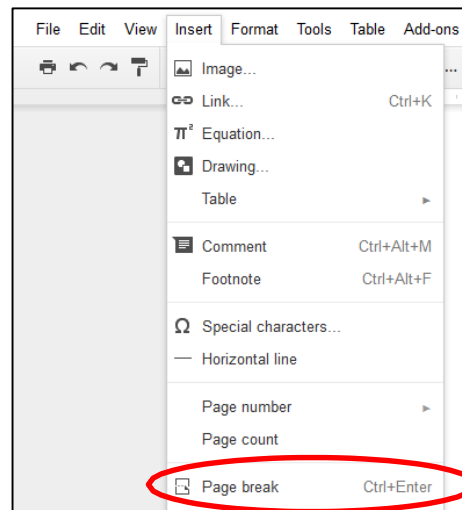 File Edit View Insert Format Tools Table Add-ons
Image... ...
Link... Ctrl+K
π² Equation...
Drawing...
Table
Comment Ctrl+Alt+M
Footnote Ctrl+Alt+F
Ω Special characters...
Horizontal line
Page number
Page count
Page break Ctrl+Enter